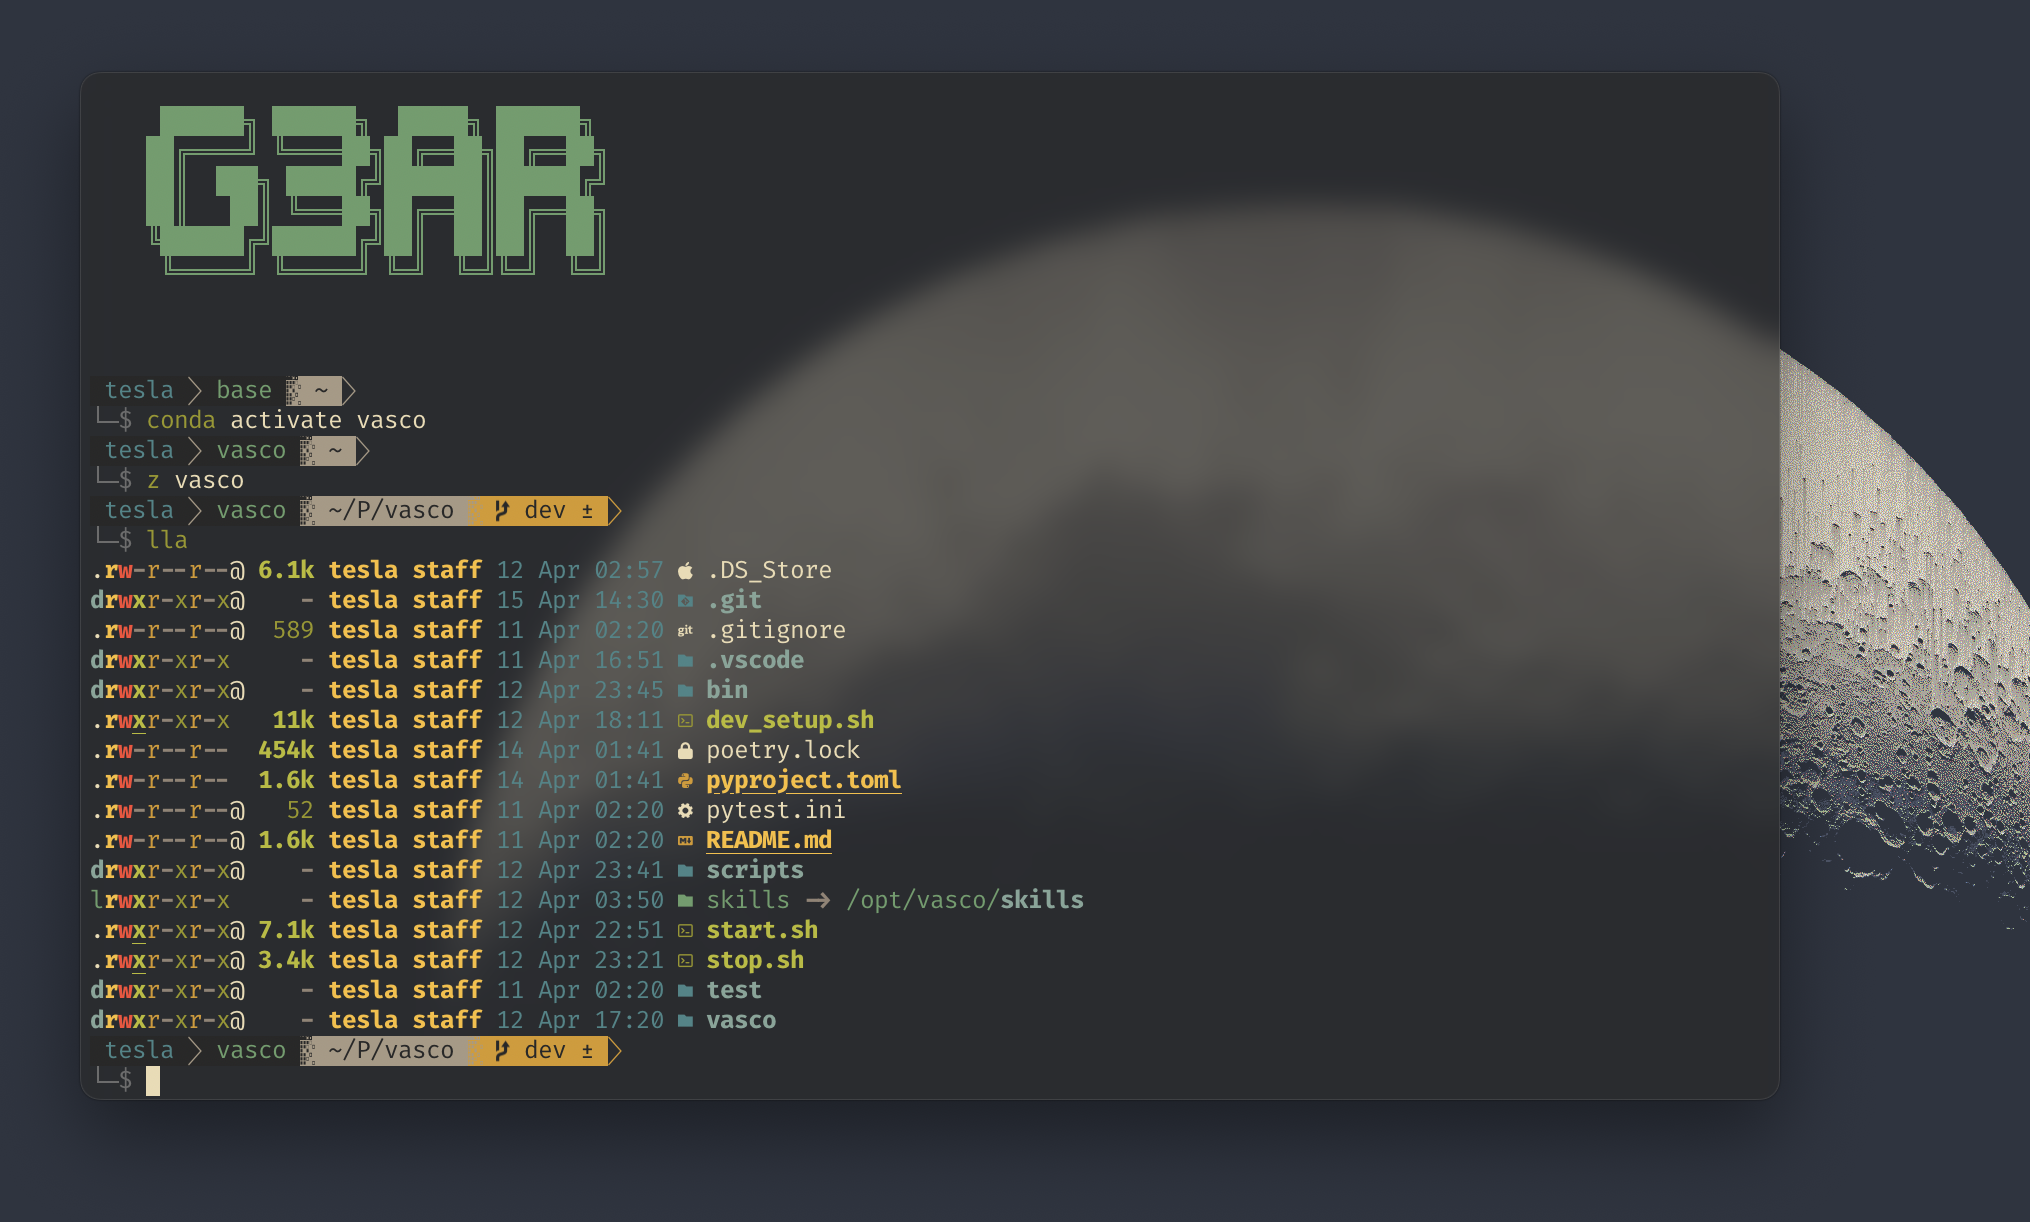 G3AR
tesla base ~
└─$ conda activate vasco
tesla vasco ~
└─$ z vasco
tesla vasco ~/P/vasco dev ±
└─$ lla
.rw-r--r--@ 6.1k tesla staff 12 Apr 02:57 .DS_Store
drwxr-xr-x@ - tesla staff 15 Apr 14:30 .git
.rw-r--r--@ 589 tesla staff 11 Apr 02:20 git .gitignore
drwxr-xr-x - tesla staff 11 Apr 16:51 .vscode
drwxr-xr-x@ - tesla staff 12 Apr 23:45 bin
.rwxr-xr-x 11k tesla staff 12 Apr 18:11 dev_setup.sh
.rw-r--r-- 454k tesla staff 14 Apr 01:41 poetry.lock
.rw-r--r-- 1.6k tesla staff 14 Apr 01:41 pyproject.toml
.rw-r--r--@ 52 tesla staff 11 Apr 02:20 pytest.ini
.rw-r--r--@ 1.6k tesla staff 11 Apr 02:20 README.md
drwxr-xr-x@ - tesla staff 12 Apr 23:41 scripts
lrwxr-xr-x - tesla staff 12 Apr 03:50 skills → /opt/vasco/skills
.rwxr-xr-x@ 7.1k tesla staff 12 Apr 22:51 start.sh
.rwxr-xr-x@ 3.4k tesla staff 12 Apr 23:21 stop.sh
drwxr-xr-x@ - tesla staff 11 Apr 02:20 test
drwxr-xr-x@ - tesla staff 12 Apr 17:20 vasco
tesla vasco ~/P/vasco dev ±
└─$